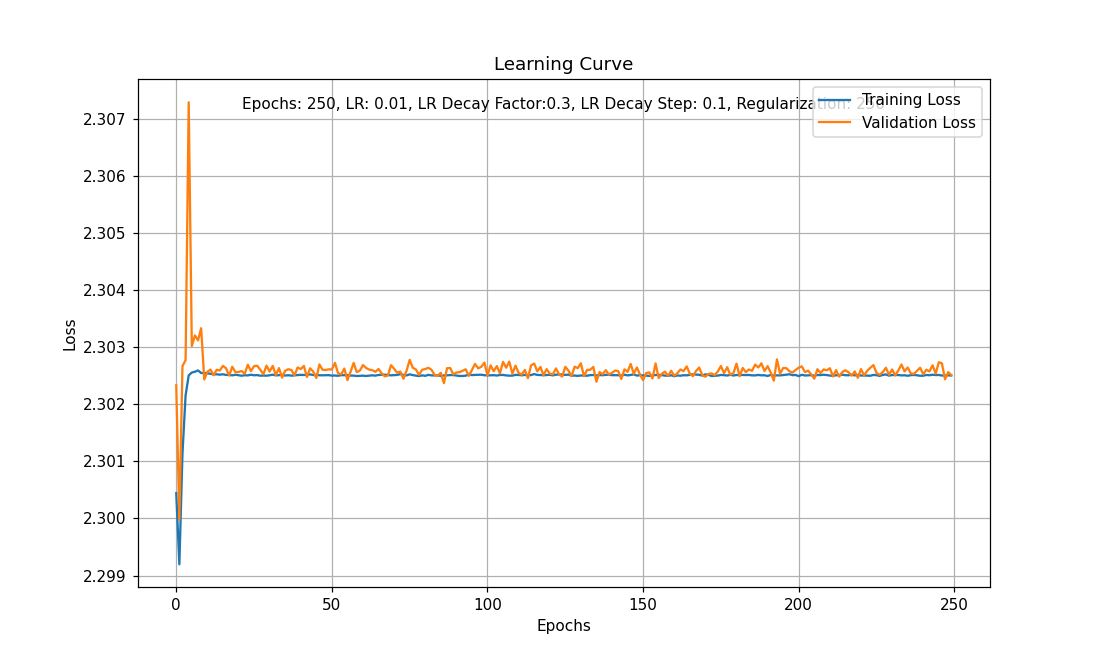 Learning Curve
Epochs: 250, LR: 0.01, LR Decay Factor:0.3, LR Decay Step: 0.1, Regularization: 250
Training Loss
Validation Loss
2.307
2.306
2.305
2.304
2.303
2.302
2.301
2.300
2.299
Loss
0 50 100 150 200 250
Epochs